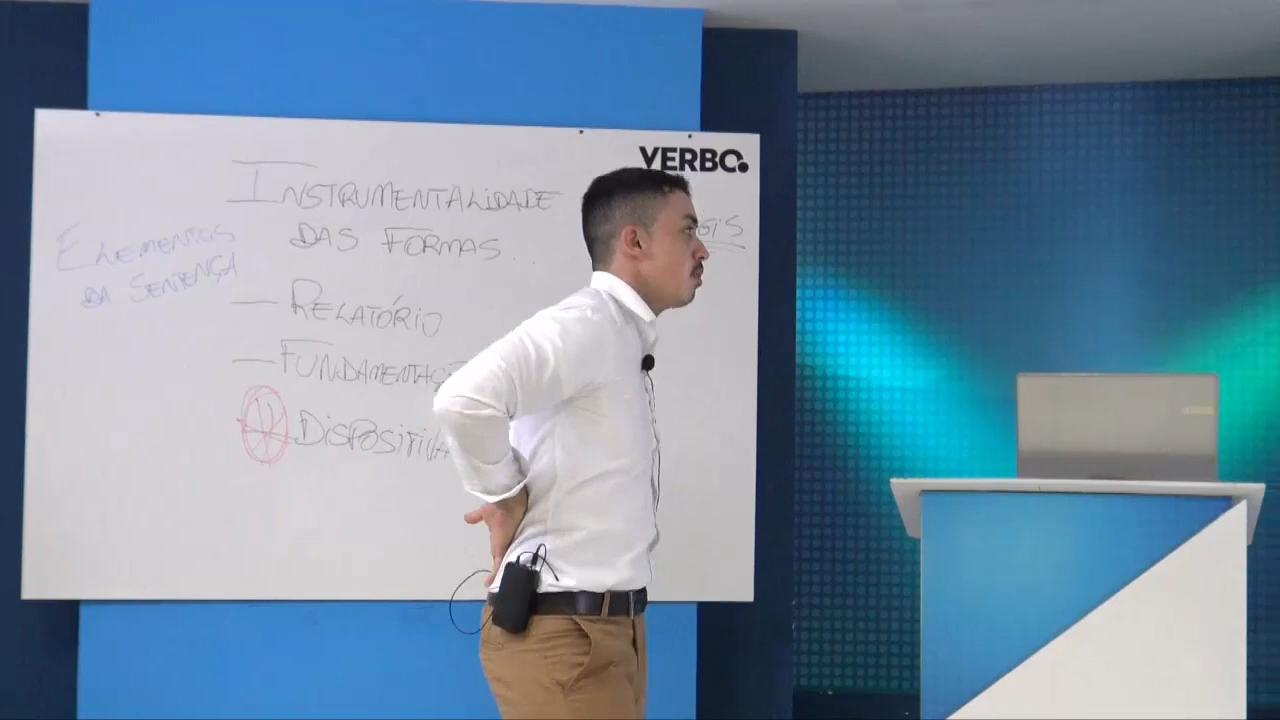 VERBO.
INSTRUMENTALIDADE
DAS FORMAS...
ELEMENTOS
DA SENTENÇA
— RELATÓRIO
— FUNDAMENTAÇ
DISPOSITIV